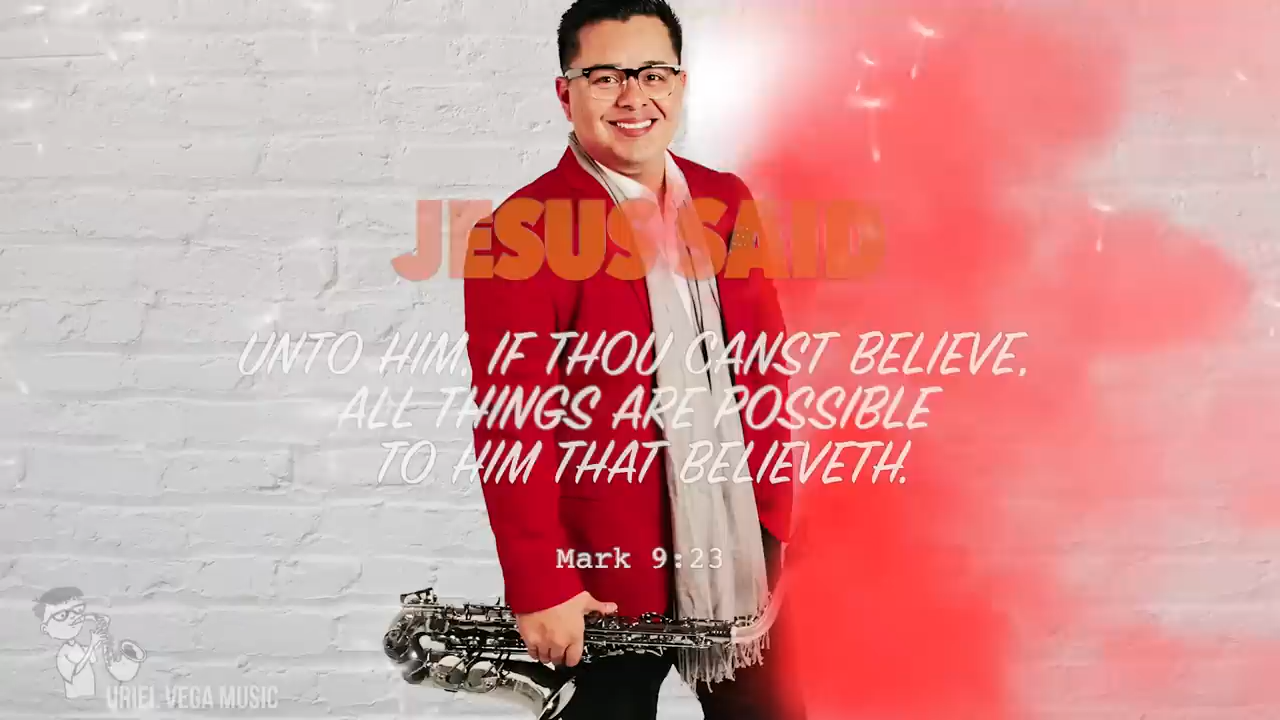 JESUS SAID
UNTO HIM, IF THOU CANST BELIEVE,
ALL THINGS ARE POSSIBLE
TO HIM THAT BELIEVETH.
Mark 9:23
URIEL VEGA MUSIC